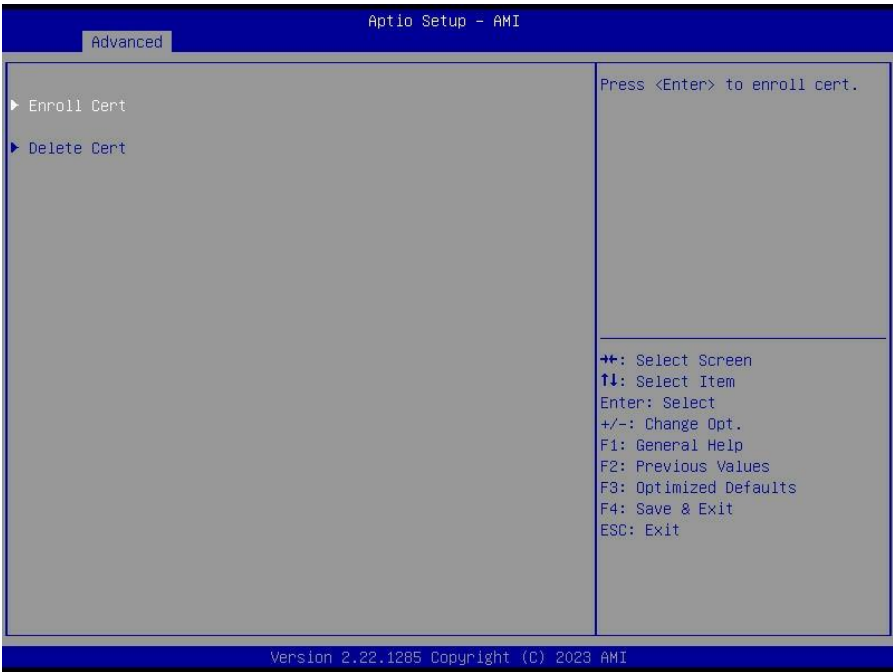 Aptio Setup – AMI
Advanced
▶ Enroll Cert
▶ Delete Cert
Press <Enter> to enroll cert.
→←: Select Screen
↑↓: Select Item
Enter: Select
+/-: Change Opt.
F1: General Help
F2: Previous Values
F3: Optimized Defaults
F4: Save & Exit
ESC: Exit
Version 2.22.1285 Copyright (C) 2023 AMI